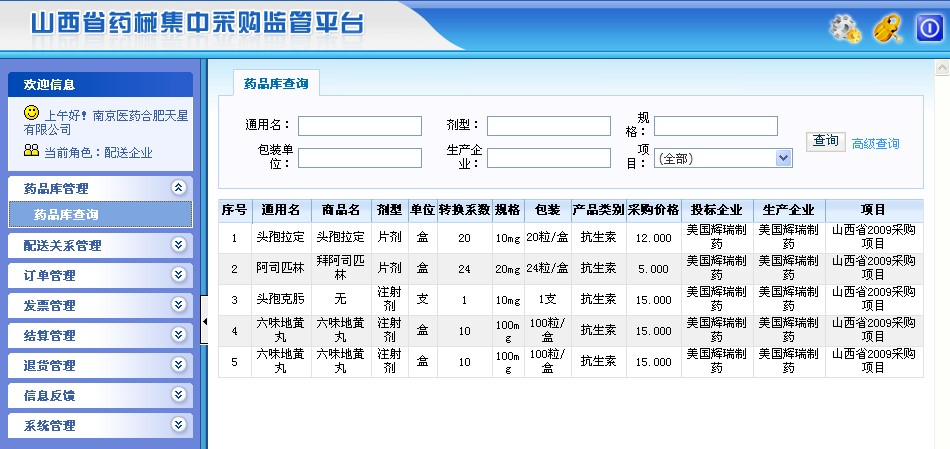 山西省药械集中采购监管平台
欢迎信息
上午好！南京医药合肥天星
有限公司
当前角色：配送企业
药品库管理
药品库查询
配送关系管理
订单管理
发票管理
结算管理
退货管理
信息反馈
系统管理
药品库查询
通用名： 剂型： 规格：
包装单位： 生产企业： 项目： (全部) 查询 高级查询
序号 通用名 商品名 剂型 单位 转换系数 规格 包装 产品类别 采购价格 投标企业 生产企业 项目
1 头孢拉定 头孢拉定 片剂 盒 20 10mg 20粒/盒 抗生素 12.000 美国辉瑞制药 美国辉瑞制药 山西省2009采购项目
2 阿司匹林 拜阿司匹林 片剂 盒 24 20mg 24粒/盒 抗生素 5.000 美国辉瑞制药 美国辉瑞制药 山西省2009采购项目
3 头孢克肟 无 注射剂 支 1 10mg 1支 抗生素 15.000 美国辉瑞制药 美国辉瑞制药 山西省2009采购项目
4 六味地黄丸 六味地黄丸 注射剂 盒 10 100mg 100粒/盒 抗生素 15.000 美国辉瑞制药 美国辉瑞制药 山西省2009采购项目
5 六味地黄丸 六味地黄丸 注射剂 盒 10 100mg 100粒/盒 抗生素 15.000 美国辉瑞制药 美国辉瑞制药 山西省2009采购项目